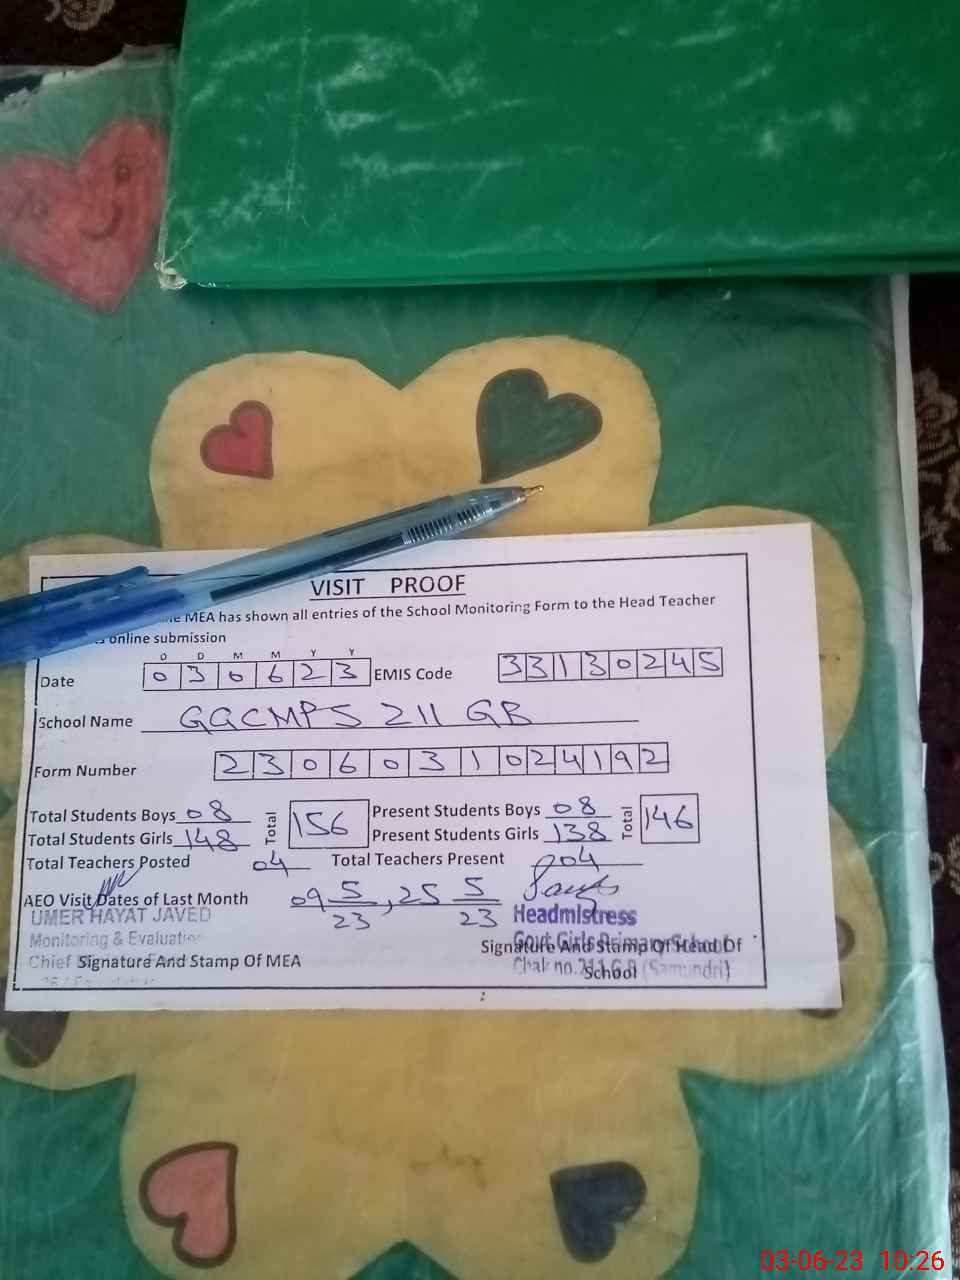 VISIT PROOF
MEA has shown all entries of the School Monitoring Form to the Head Teacher
online submission
D D M M Y Y
Date 0 3 0 6 2 3 EMIS Code 3 3 1 3 0 2 4 5
School Name GGCMPS 211 GB
Form Number 2 3 0 6 0 3 1 0 2 4 1 9 2
Total Students Boys 08 Total 156 Present Students Boys 08 Total 146
Total Students Girls 148 Present Students Girls 138
Total Teachers Posted 04 Total Teachers Present 04
AEO Visit Dates of Last Month 09 5/23, 25 5/23
UMER HAYAT JAVED Headmistress
Monitoring & Evaluation Govt Girls Primary School
Chief Signature And Stamp Of MEA Signature And Stamp Of Head Of School
Chak no.211 G.B (Samundri)
03-06-23 10:26